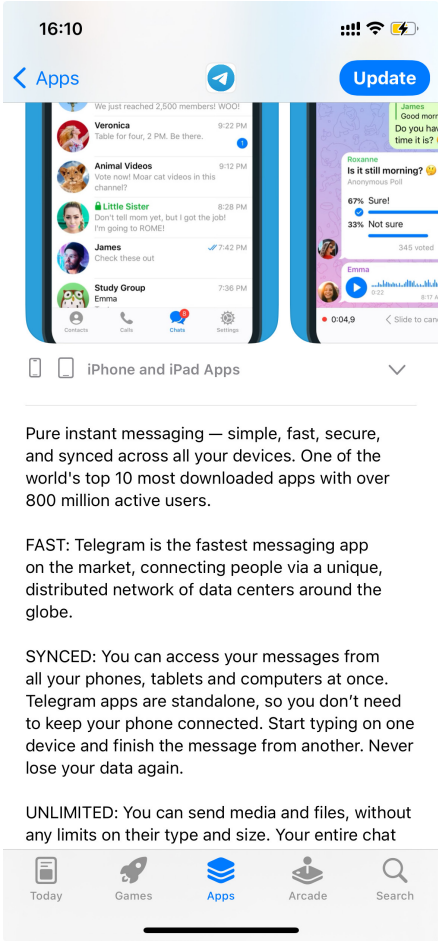 16:10
Apps
Update
We just reached 2,500 members! WOO!
Veronica 9:22 PM
Table for four, 2 PM. Be there.
1
Animal Videos 9:12 PM
Vote now! Moar cat videos in this
channel?
Little Sister 8:28 PM
Don't tell mom yet, but I got the job!
I'm going to ROME!
James 7:42 PM
Check these out
Study Group 7:36 PM
Emma
Contacts
Calls
8
Chats
Settings
James
Good morn
Do you hav
time it is?
Roxanne
Is it still morning?
Anonymous Poll
67% Sure!
33% Not sure
345 voted
Emma
0:22
8:17 A
0:04,9
Slide to can
iPhone and iPad Apps
Pure instant messaging — simple, fast, secure,
and synced across all your devices. One of the
world's top 10 most downloaded apps with over
800 million active users.
FAST: Telegram is the fastest messaging app
on the market, connecting people via a unique,
distributed network of data centers around the
globe.
SYNCED: You can access your messages from
all your phones, tablets and computers at once.
Telegram apps are standalone, so you don’t need
to keep your phone connected. Start typing on one
device and finish the message from another. Never
lose your data again.
UNLIMITED: You can send media and files, without
any limits on their type and size. Your entire chat
Today
Games
Apps
Arcade
Search